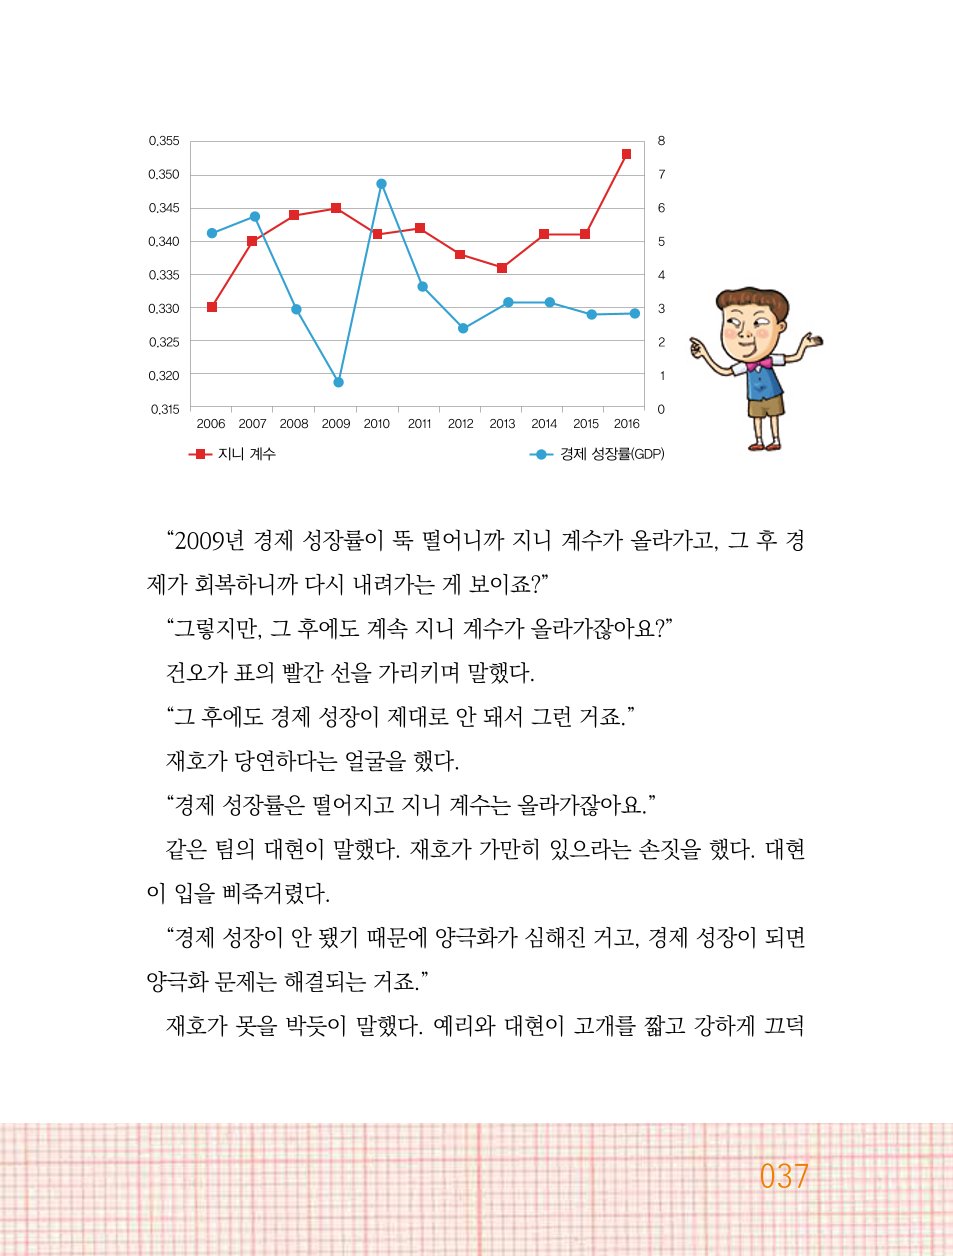 0.355 8
0.350 7
0.345 6
0.340 5
0.335 4
0.330 3
0.325 2
0.320 1
0.315 0
2006 2007 2008 2009 2010 2011 2012 2013 2014 2015 2016
지니 계수 경제 성장률(GDP)
“2009년 경제 성장률이 뚝 떨어니까 지니 계수가 올라가고, 그 후 경
제가 회복하니까 다시 내려가는 게 보이죠?”
“그렇지만, 그 후에도 계속 지니 계수가 올라가잖아요?”
건오가 표의 빨간 선을 가리키며 말했다.
“그 후에도 경제 성장이 제대로 안 돼서 그런 거죠.”
재호가 당연하다는 얼굴을 했다.
“경제 성장률은 떨어지고 지니 계수는 올라가잖아요.”
같은 팀의 대현이 말했다. 재호가 가만히 있으라는 손짓을 했다. 대현
이 입을 삐죽거렸다.
“경제 성장이 안 됐기 때문에 양극화가 심해진 거고, 경제 성장이 되면
양극화 문제는 해결되는 거죠.”
재호가 못을 박듯이 말했다. 예리와 대현이 고개를 짧고 강하게 끄덕
037